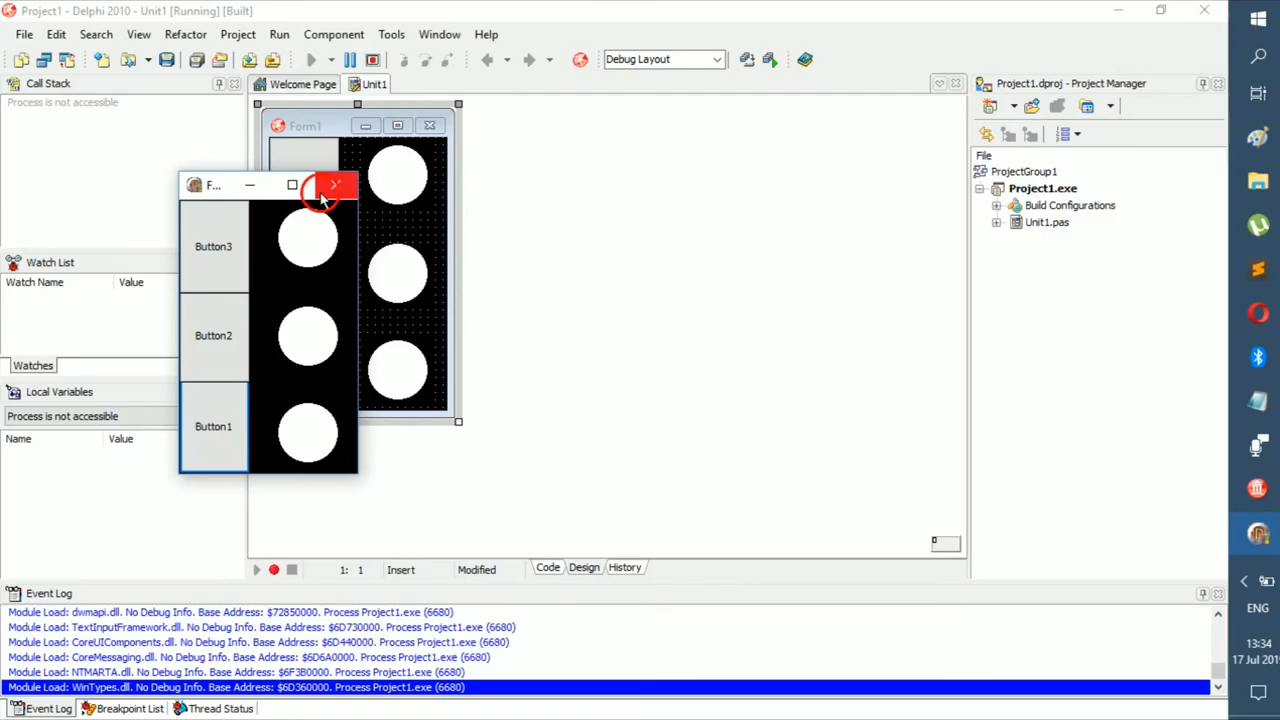 Project1 - Delphi 2010 - Unit1 [Running] [Built]
File Edit Search View Refactor Project Run Component Tools Window Help
Debug Layout
Call Stack
Process is not accessible
Welcome Page Unit1
Form1
F...
Button3
Button2
Button1
Watch List
Watch Name Value
Watches
Local Variables
Process is not accessible
Name Value
1: 1 Insert Modified Code Design History
Project1.dproj - Project Manager
File
ProjectGroup1
Project1.exe
Build Configurations
Unit1.pas
Event Log
Module Load: dwmapi.dll. No Debug Info. Base Address: $72850000. Process Project1.exe (6680)
Module Load: TextInputFramework.dll. No Debug Info. Base Address: $6D730000. Process Project1.exe (6680)
Module Load: CoreUIComponents.dll. No Debug Info. Base Address: $6D440000. Process Project1.exe (6680)
Module Load: CoreMessaging.dll. No Debug Info. Base Address: $6D6A0000. Process Project1.exe (6680)
Module Load: NTMARTA.dll. No Debug Info. Base Address: $6F3B0000. Process Project1.exe (6680)
Module Load: WinTypes.dll. No Debug Info. Base Address: $6D360000. Process Project1.exe (6680)
Event Log Breakpoint List Thread Status
ENG
13:34
17 Jul 201